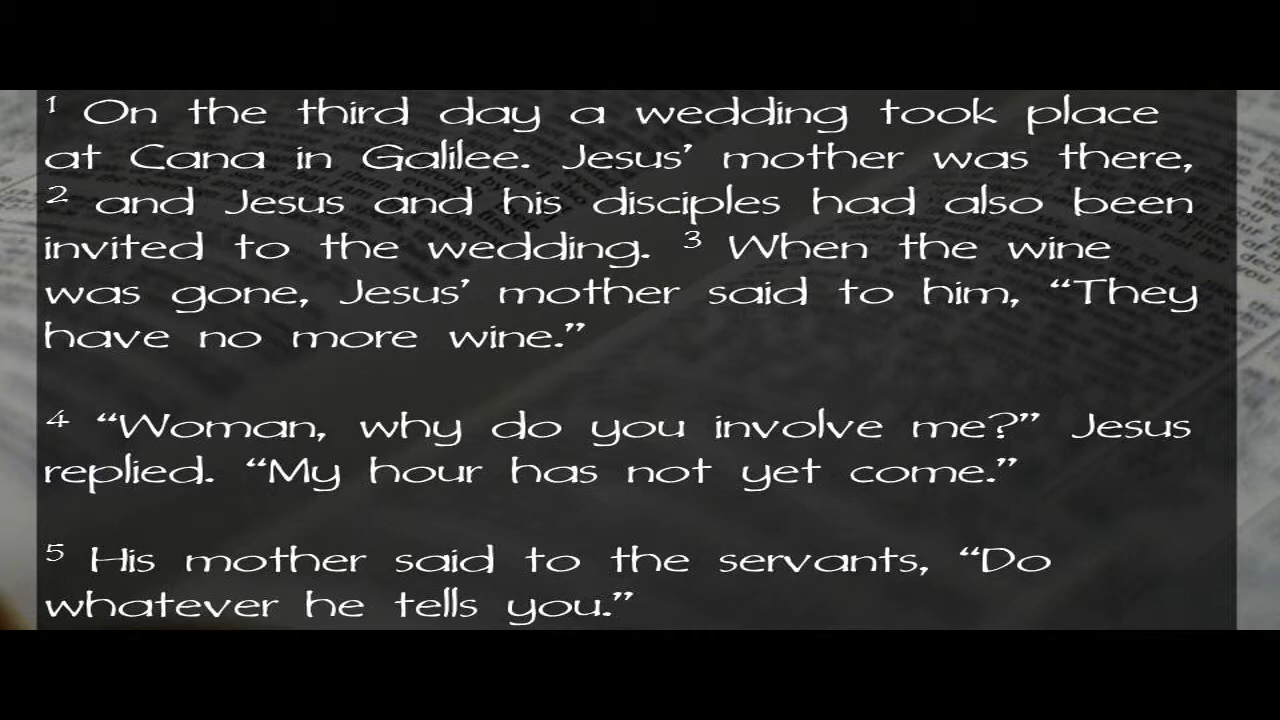 1 On the third day a wedding took place
at Cana in Galilee. Jesus’ mother was there,
2 and Jesus and his disciples had also been
invited to the wedding. 3 When the wine
was gone, Jesus’ mother said to him, “They
have no more wine.”
4 “Woman, why do you involve me?” Jesus
replied. “My hour has not yet come.”
5 His mother said to the servants, “Do
whatever he tells you.”